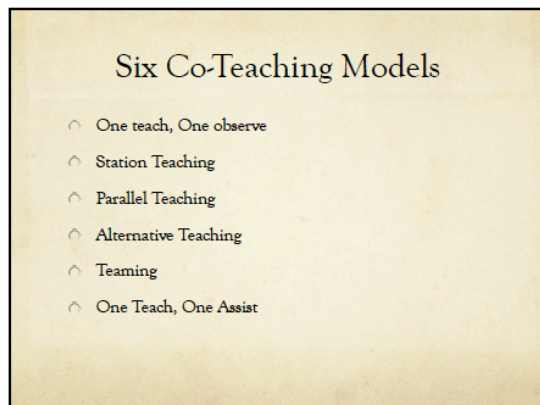 Six Co-Teaching Models
One teach, One observe
Station Teaching
Parallel Teaching
Alternative Teaching
Teaming
One Teach, One Assist